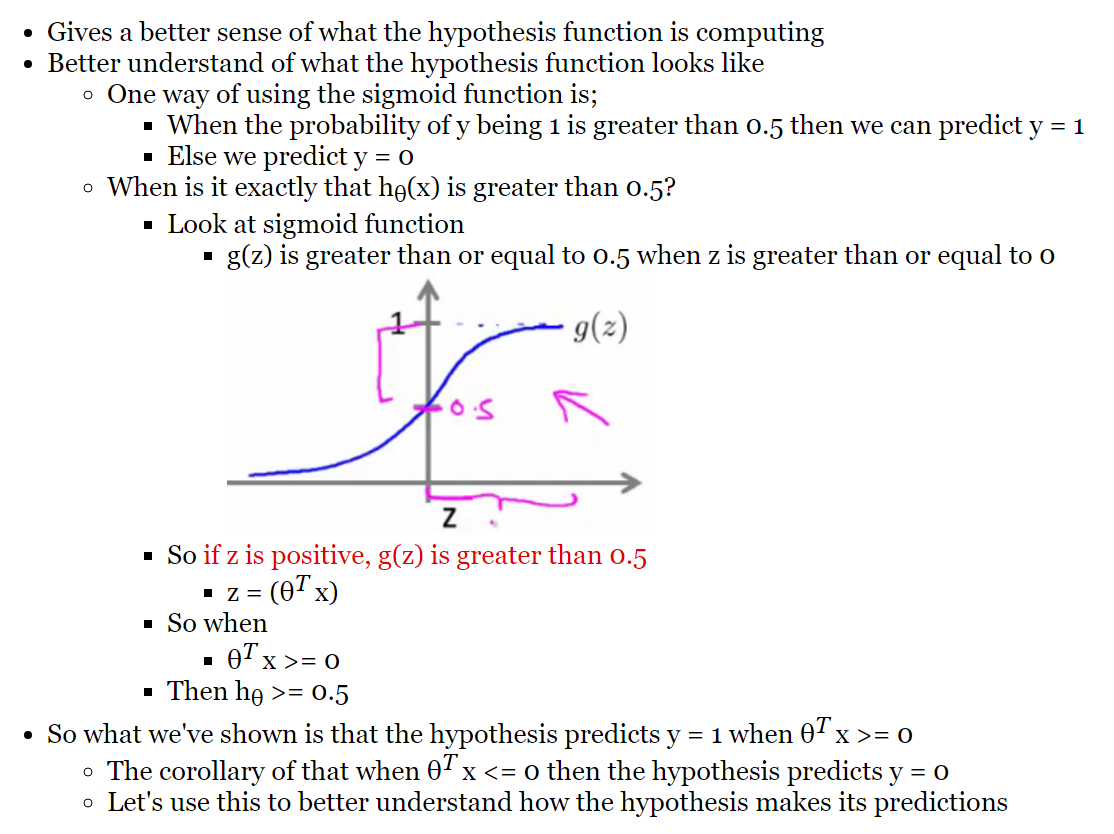 Gives a better sense of what the hypothesis function is computing
Better understand of what the hypothesis function looks like
One way of using the sigmoid function is;
When the probability of y being 1 is greater than 0.5 then we can predict y = 1
Else we predict y = 0
When is it exactly that hθ(x) is greater than 0.5?
Look at sigmoid function
g(z) is greater than or equal to 0.5 when z is greater than or equal to 0
1
g(z)
0.5
z
So if z is positive, g(z) is greater than 0.5
z = (θ^T x)
So when
θ^T x >= 0
Then hθ >= 0.5
So what we've shown is that the hypothesis predicts y = 1 when θ^T x >= 0
The corollary of that when θ^T x <= 0 then the hypothesis predicts y = 0
Let's use this to better understand how the hypothesis makes its predictions